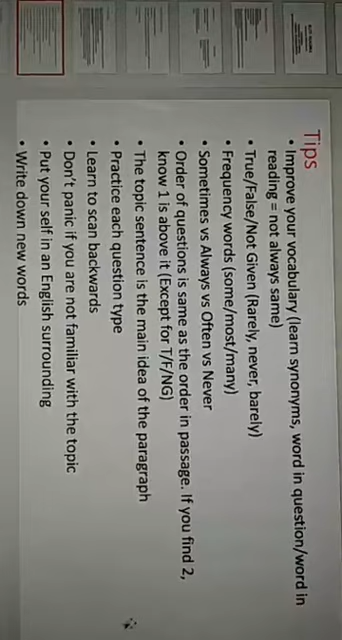 Tips
• Improve your vocabulary (learn synonyms, word in question/word in
reading = not always same)
• True/False/Not Given (Rarely, never, barely)
• Frequency words (some/most/many)
• Sometimes vs Always vs Often vs Never
• Order of questions is same as the order in passage. If you find 2,
know 1 is above it (Except for T/F/NG)
• The topic sentence is the main idea of the paragraph
• Practice each question type
• Learn to scan backwards
• Don't panic if you are not familiar with the topic
• Put your self in an English surrounding
• Write down new words